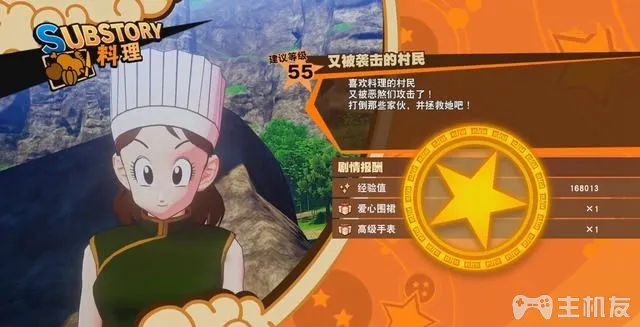 SUBSTORY
料理
建议等级
55
又被袭击的村民
喜欢料理的村民
又被恶煞们攻击了！
打倒那些家伙、并拯救她吧！
剧情报酬
经验值 168013
爱心围裙 ×1
高级手表 ×1
主机友